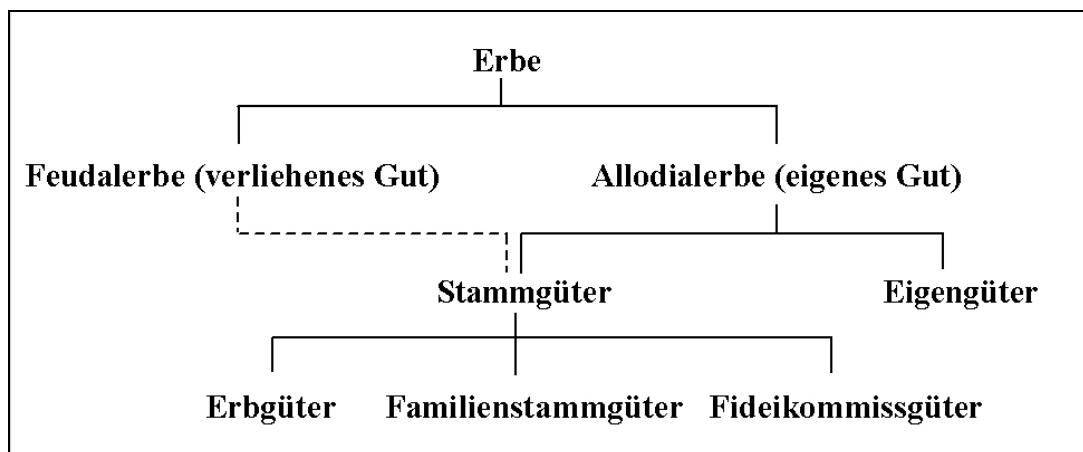 Erbe
Feudalerbe (verliehenes Gut) Allodialerbe (eigenes Gut)
Stammgüter Eigengüter
Erbgüter Familienstammgüter Fideikommissgüter